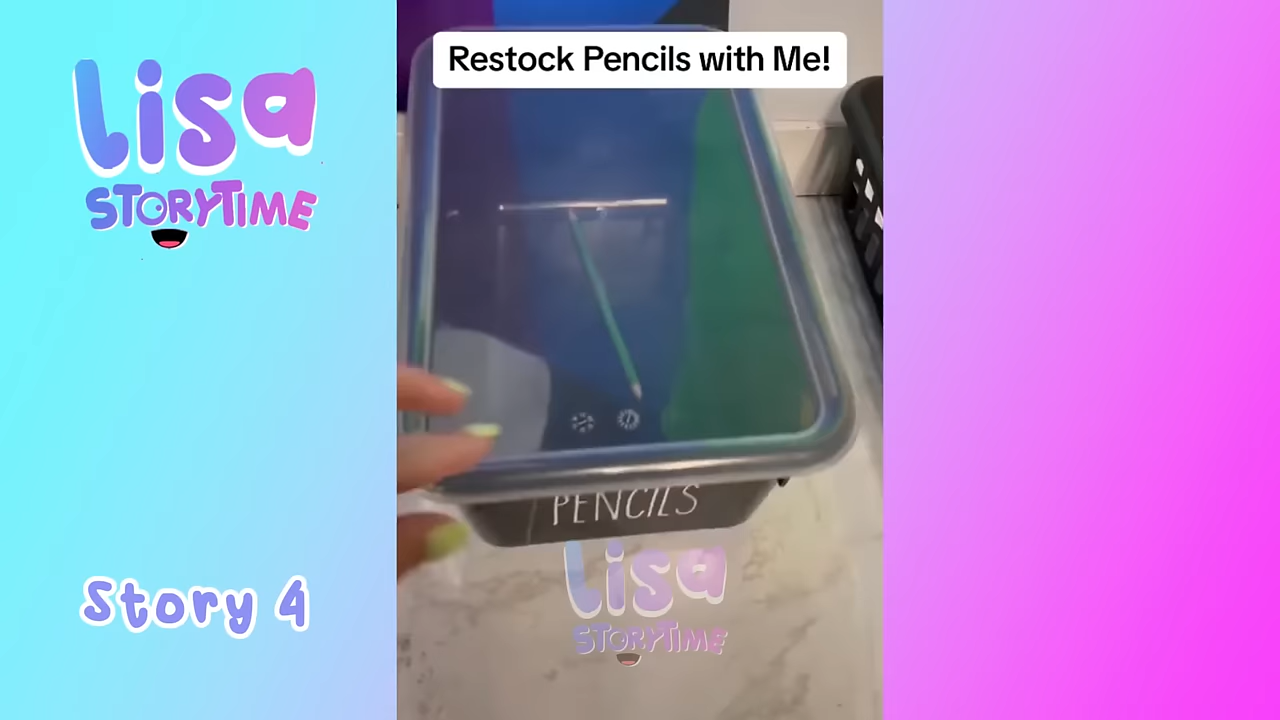 Lisa
STORYTIME
Story 4
Restock Pencils with Me!
PENCILS
Lisa
STORYTIME